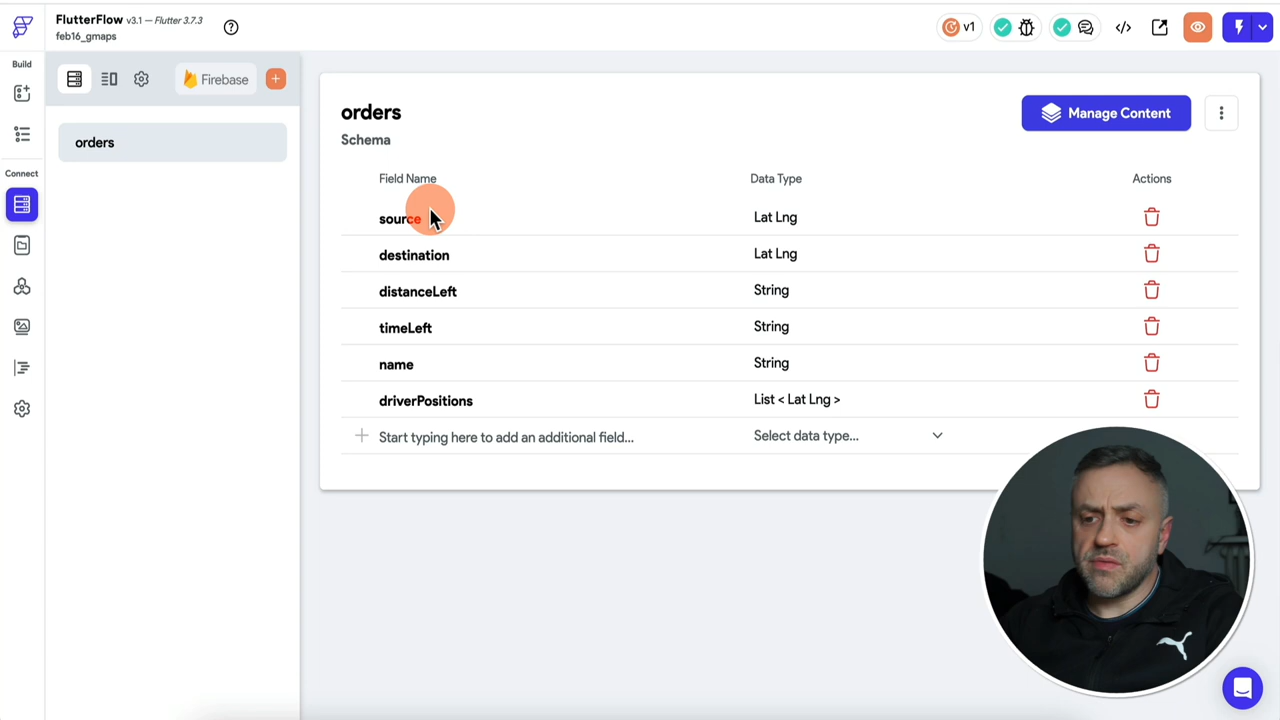 FlutterFlow v3.1 — Flutter 3.7.3
feb16_gmaps
v1
Build
Connect
Firebase
orders
orders
Manage Content
Schema
Field Name Data Type Actions
source Lat Lng
destination Lat Lng
distanceLeft String
timeLeft String
name String
driverPositions List < Lat Lng >
Start typing here to add an additional field... Select data type...